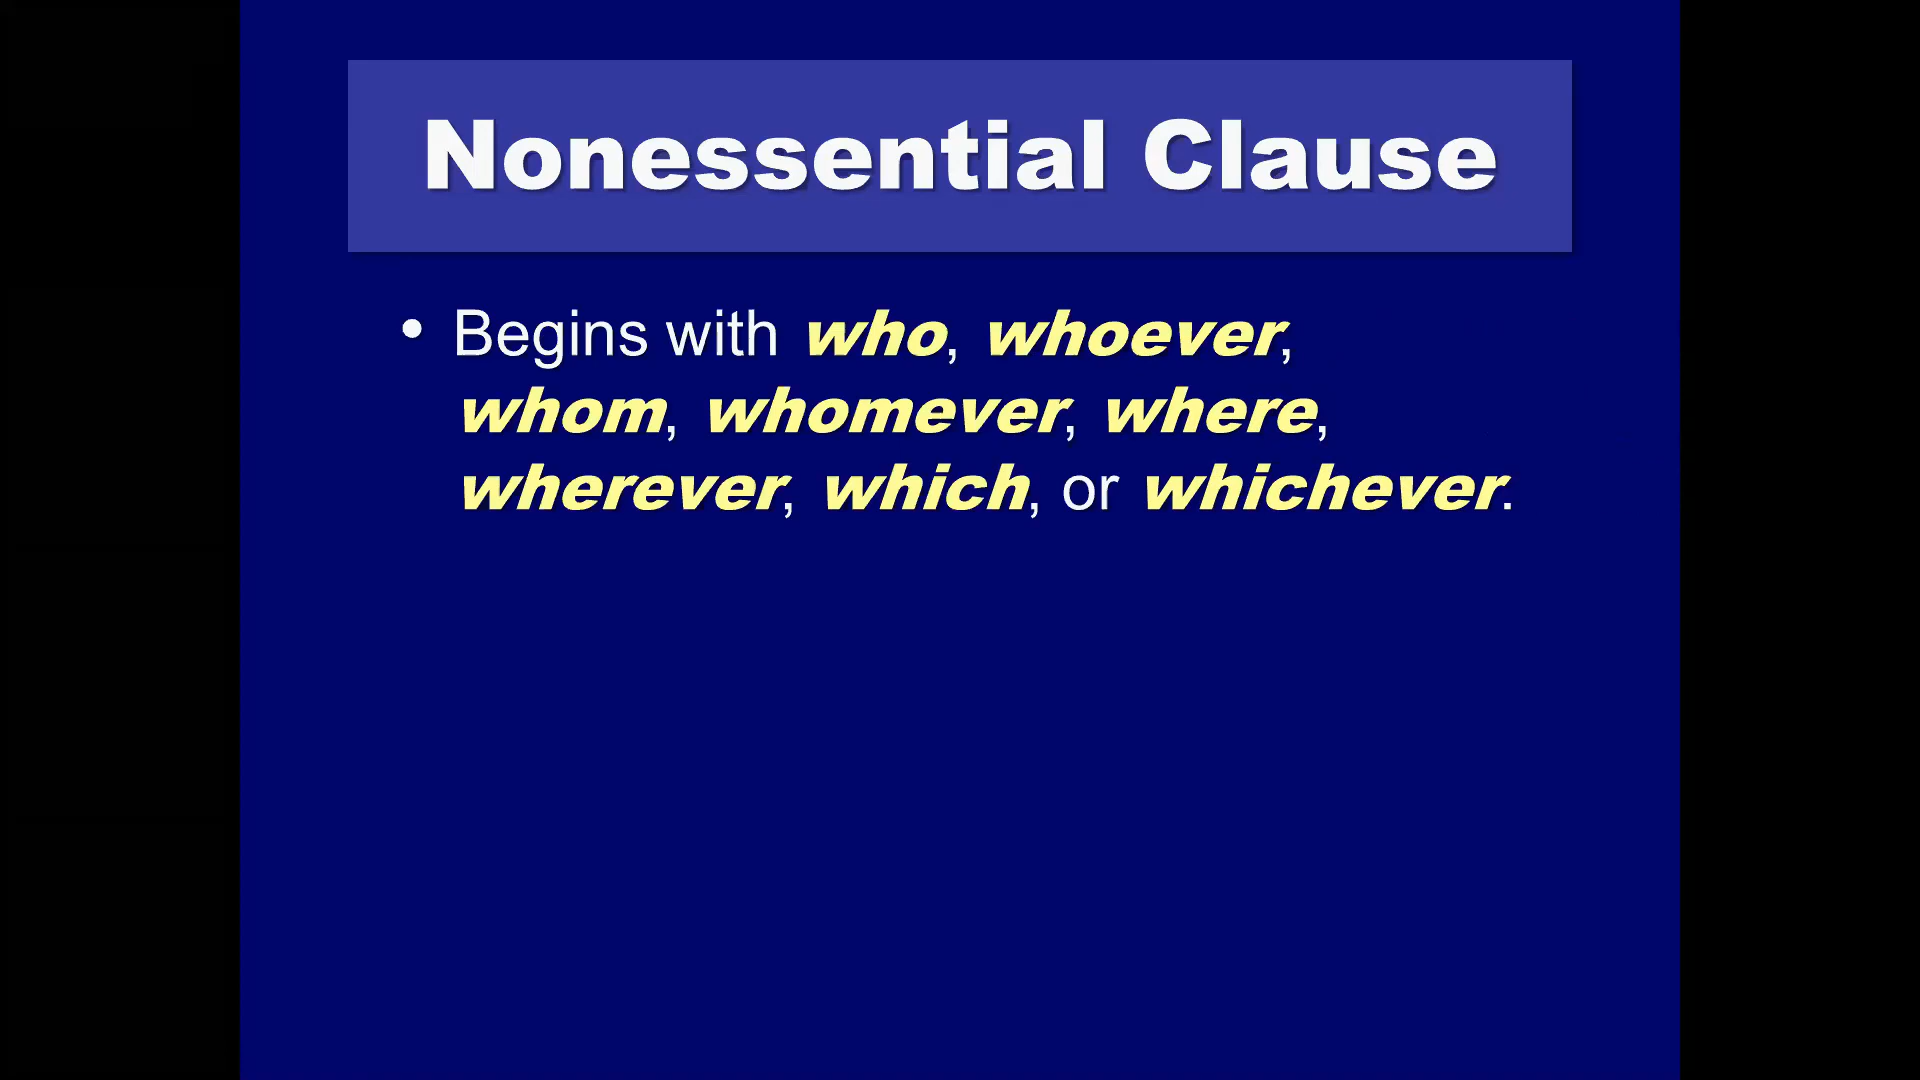 Nonessential Clause
• Begins with who, whoever,
whom, whomever, where,
wherever, which, or whichever.